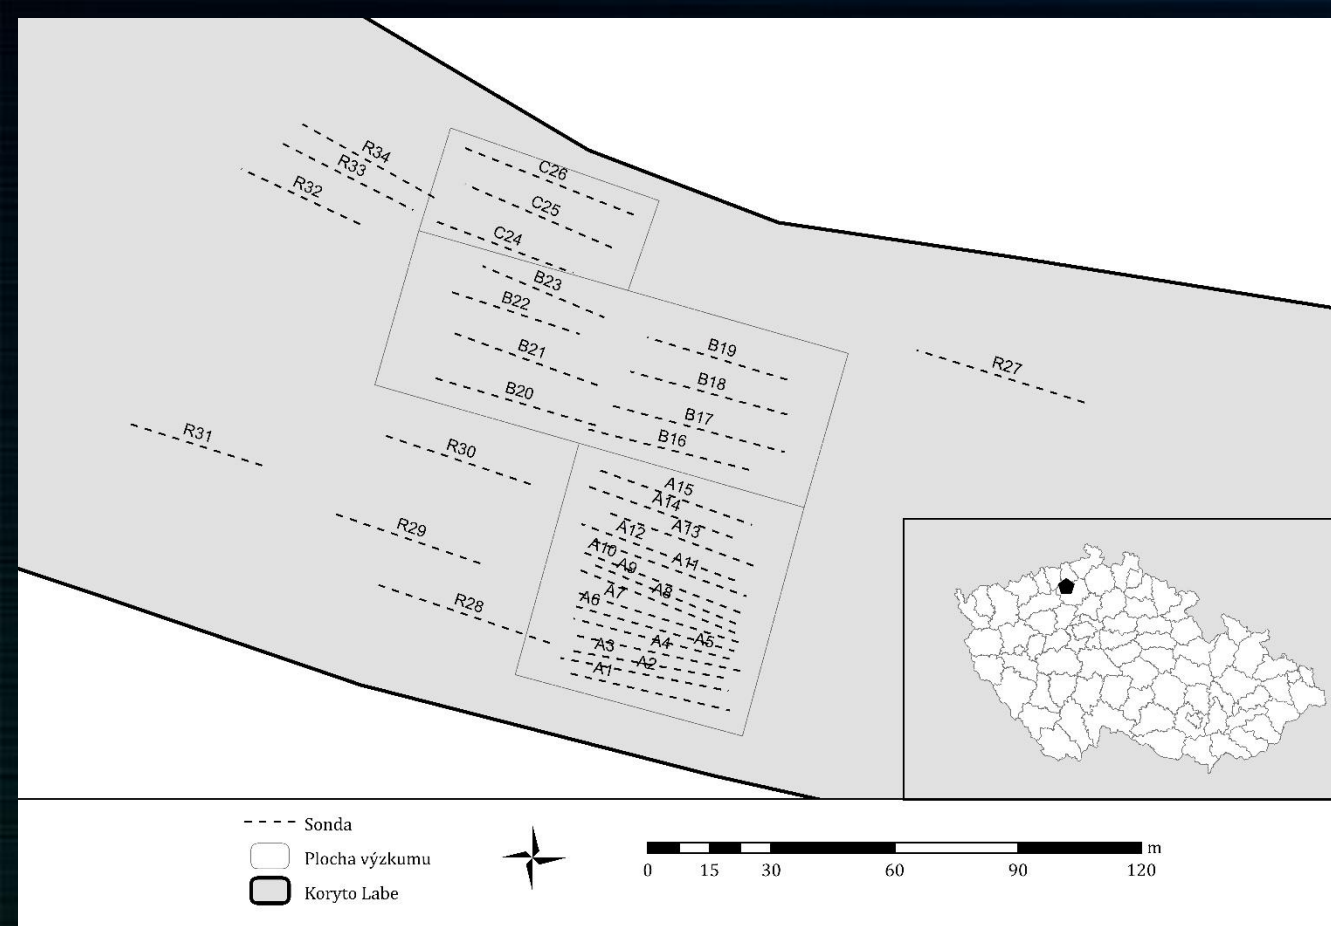 R34
R33
R32
C26
C25
C24
B23
B22
B21
B20
B19
B18
B17
B16
R27
R31
R30
R29
R28
A15
A14
A13
A12
A11
A10
A9
A8
A7
A6
A5
A4
A3
A2
A1
Sonda
Plocha výzkumu
Koryto Labe
0 15 30 60 90 120 m